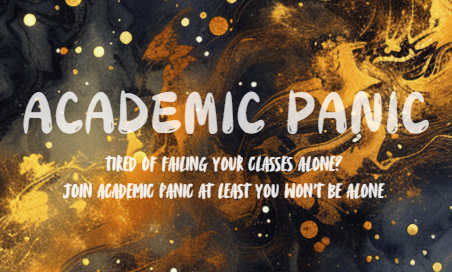 ACADEMIC PANIC
TIRED OF FAILING YOUR CLASSES ALONE?
JOIN ACADEMIC PANIC AT LEAST YOU WON'T BE ALONE